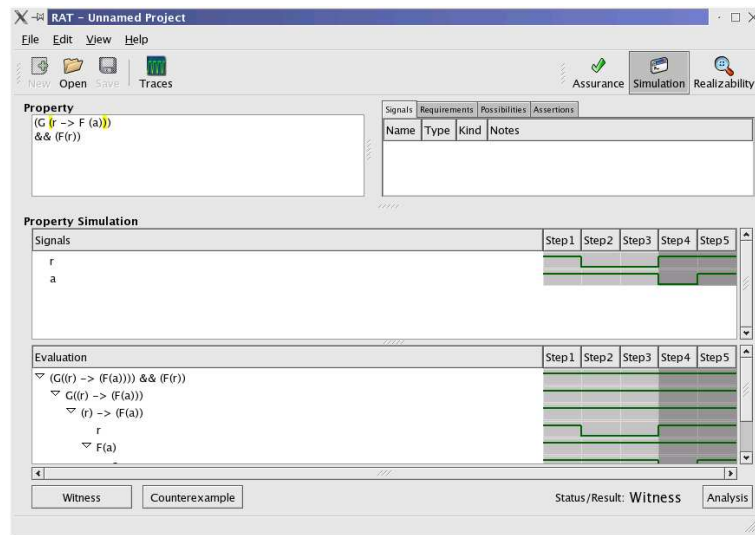 RAT - Unnamed Project
File Edit View Help
New Open Save Traces Assurance Simulation Realizability
Property
(G (r -> F (a)))
&& (F(r))
Signals Requirements Possibilities Assertions
Name Type Kind Notes
Property Simulation
Signals Step1 Step2 Step3 Step4 Step5
r
a
Evaluation Step1 Step2 Step3 Step4 Step5
(G((r) -> (F(a)))) && (F(r))
G((r) -> (F(a)))
(r) -> (F(a))
r
F(a)
Witness Counterexample Status/Result: Witness Analysis